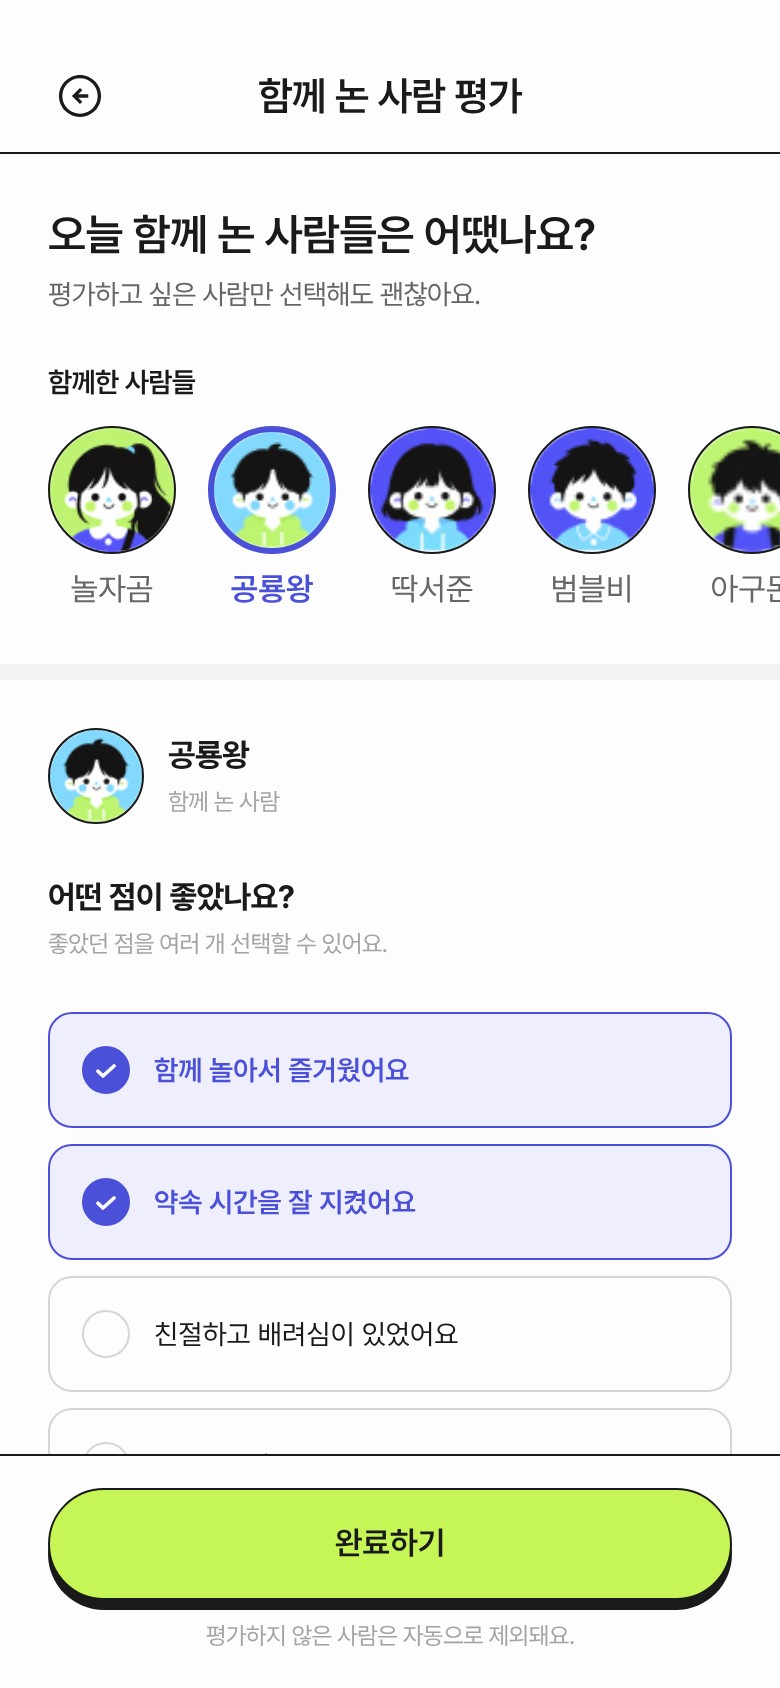 함께 논 사람 평가
오늘 함께 논 사람들은 어땠나요?
평가하고 싶은 사람만 선택해도 괜찮아요.
함께한 사람들
놀자곰
공룡왕
딱서준
범블비
아구
공룡왕
함께 논 사람
어떤 점이 좋았나요?
좋았던 점을 여러 개 선택할 수 있어요.
함께 놀아서 즐거웠어요
약속 시간을 잘 지켰어요
친절하고 배려심이 있었어요
완료하기
평가하지 않은 사람은 자동으로 제외돼요.